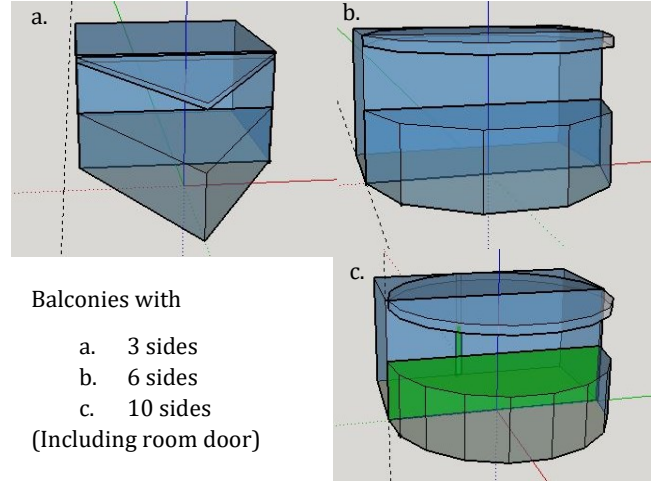 a.
b.
c.
Balconies with
a. 3 sides
b. 6 sides
c. 10 sides
(Including room door)